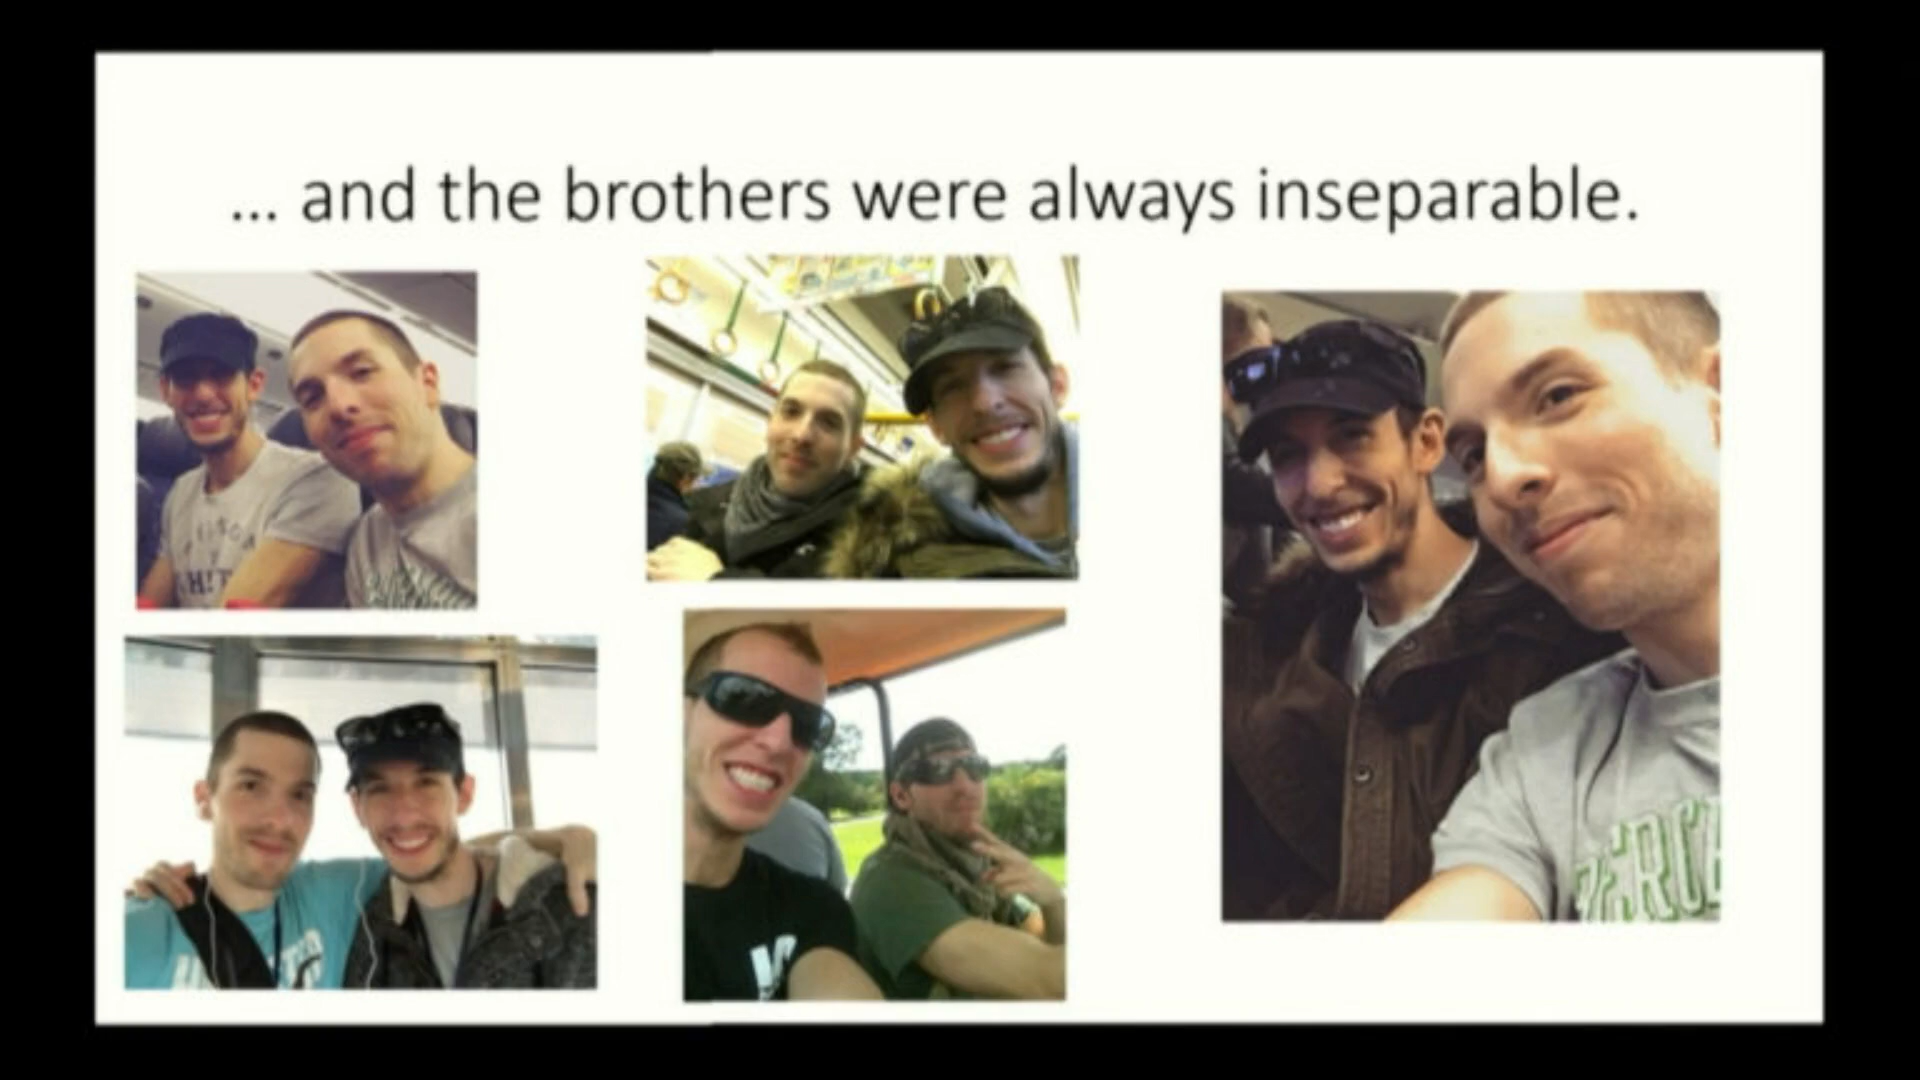 ... and the brothers were always inseparable.